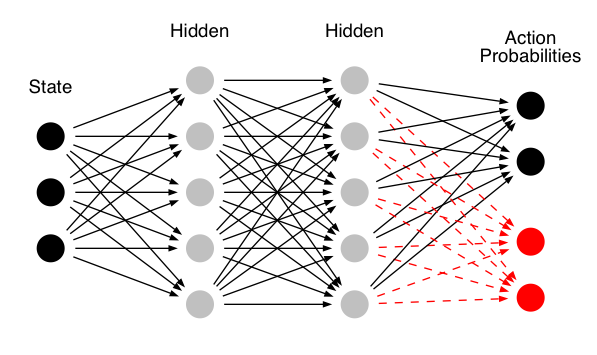 State
Hidden
Hidden
Action
Probabilities